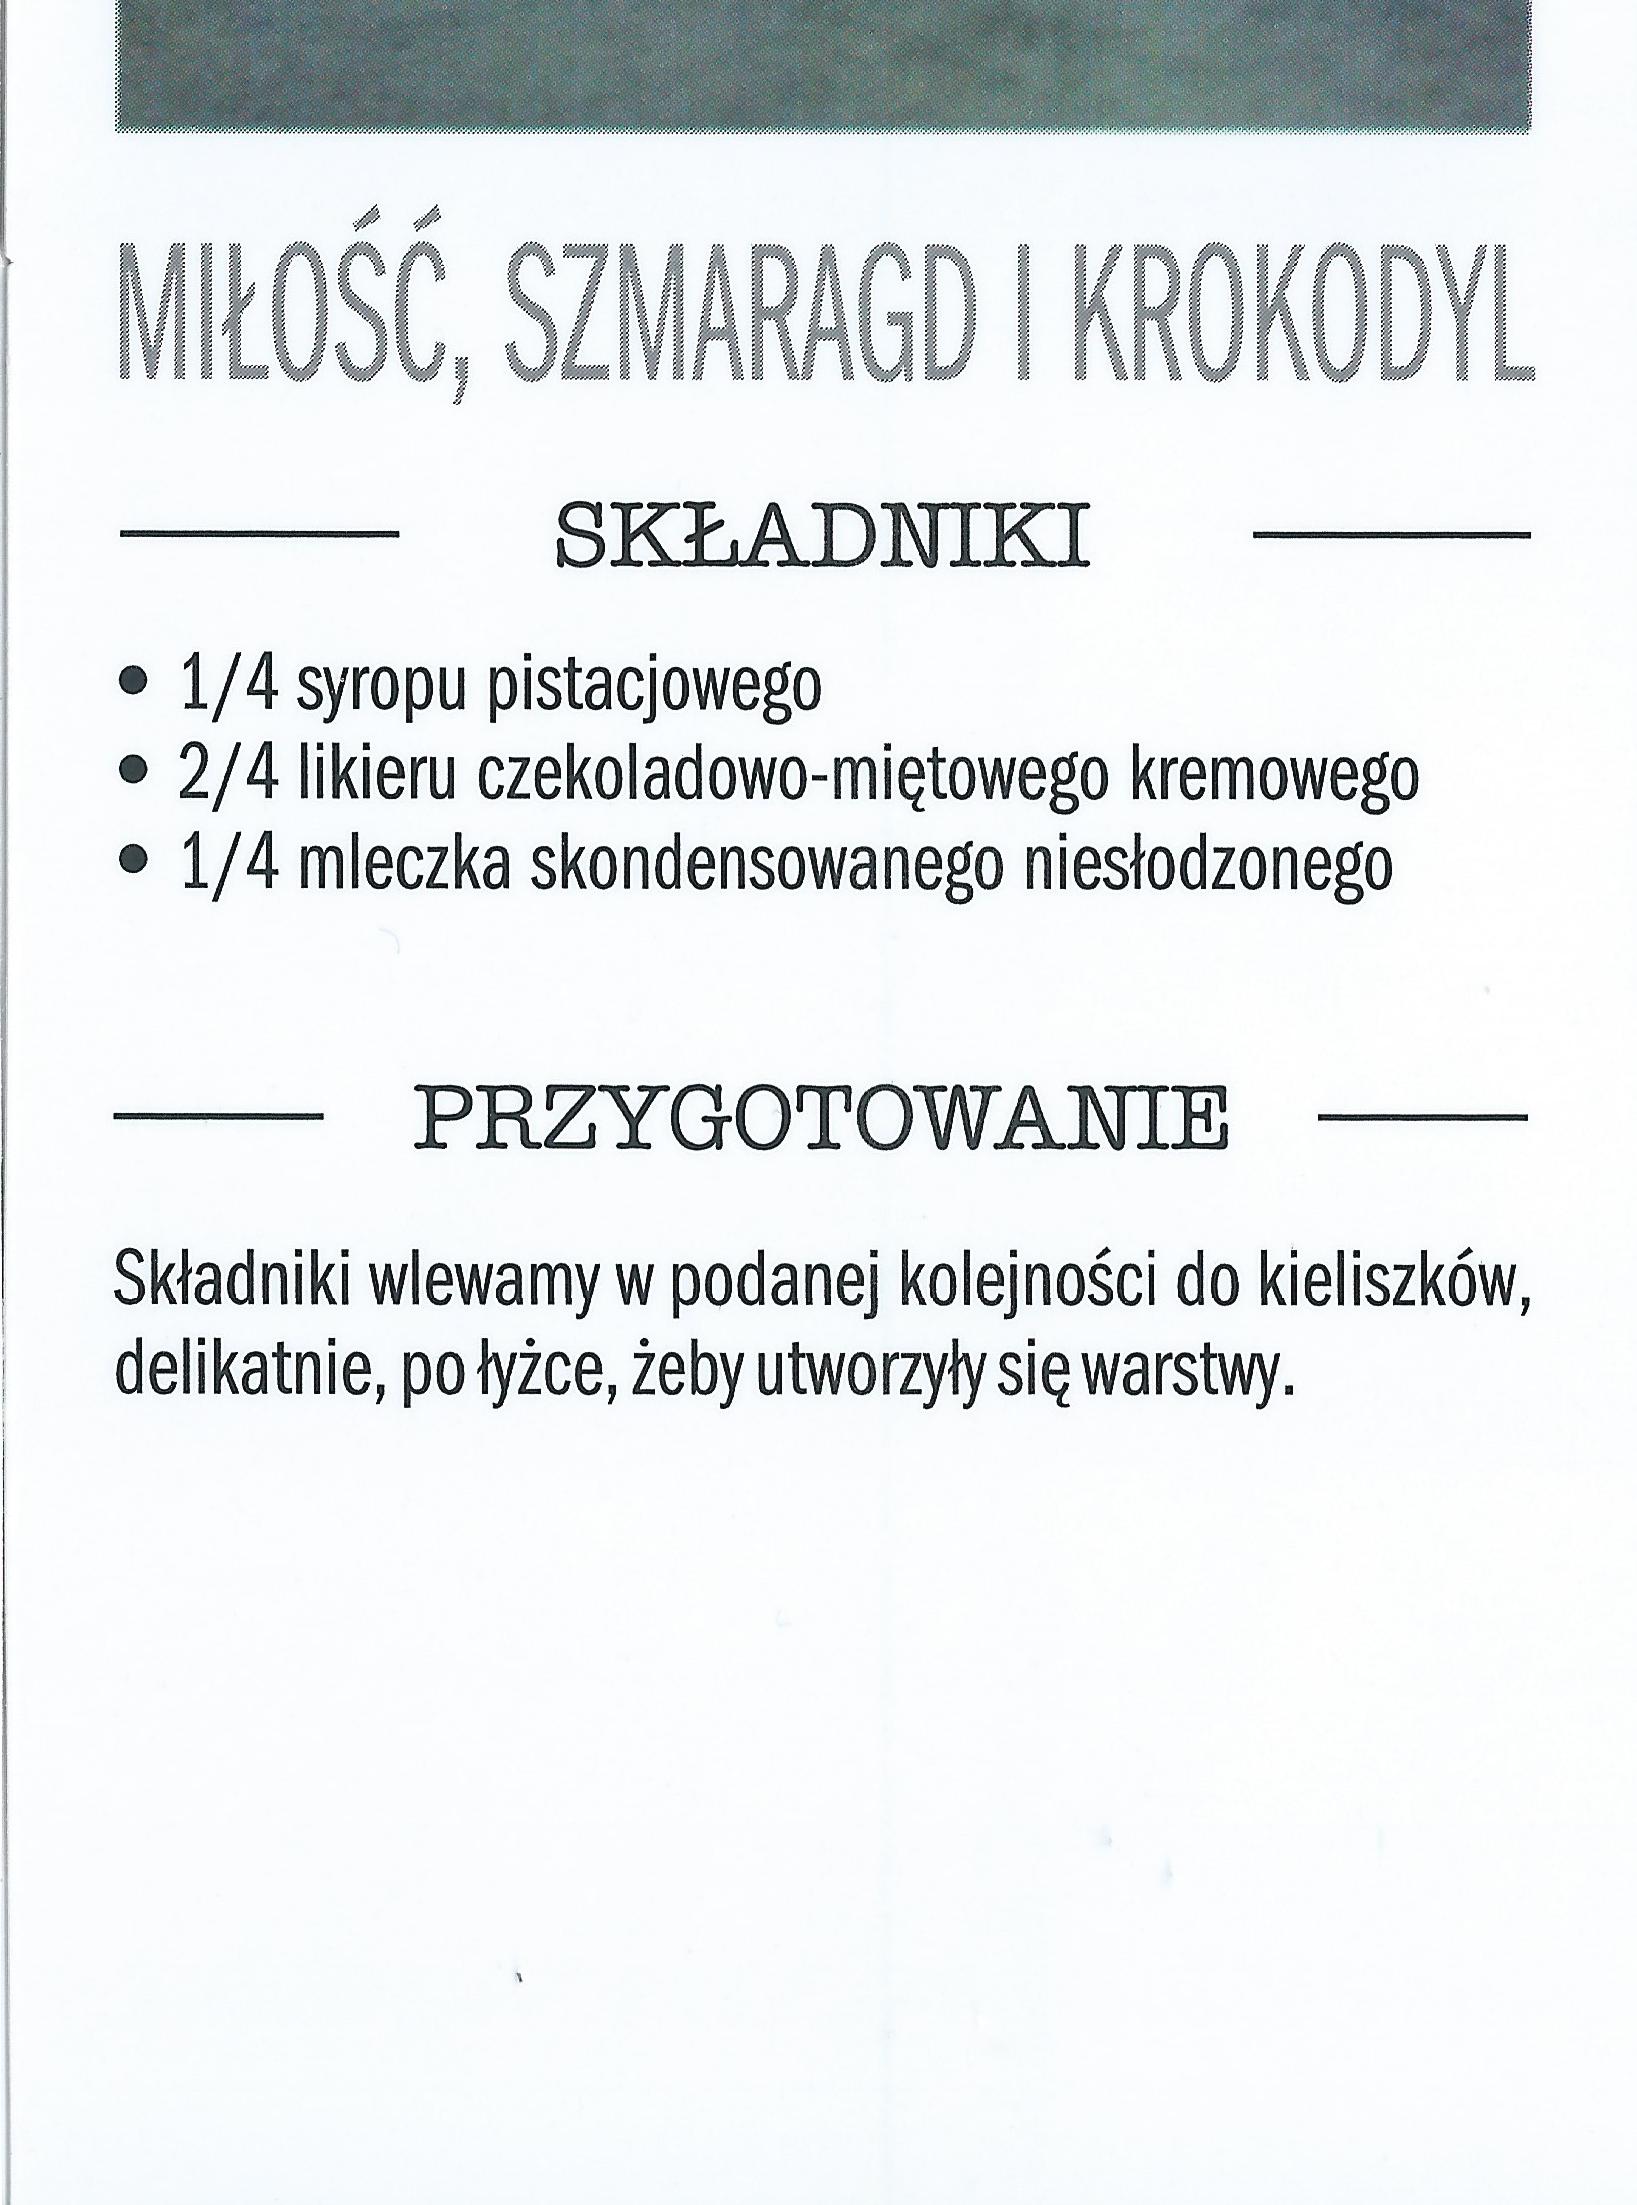 MIŁOŚĆ, SZMARAGD I KROKODYL
SKŁADNIKI
• 1/4 syropu pistacjowego
• 2/4 likieru czekoladowo-miętowego kremowego
• 1/4 mleczka skondensowanego niesłodzonego
PRZYGOTOWANIE
Składniki wlewamy w podanej kolejności do kieliszków,
delikatnie, po łyżce, żeby utworzyły się warstwy.